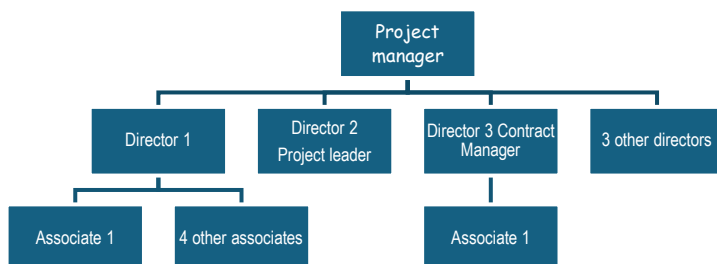 Project
manager
Director 1
Director 2
Project leader
Director 3 Contract
Manager
3 other directors
Associate 1
4 other associates
Associate 1